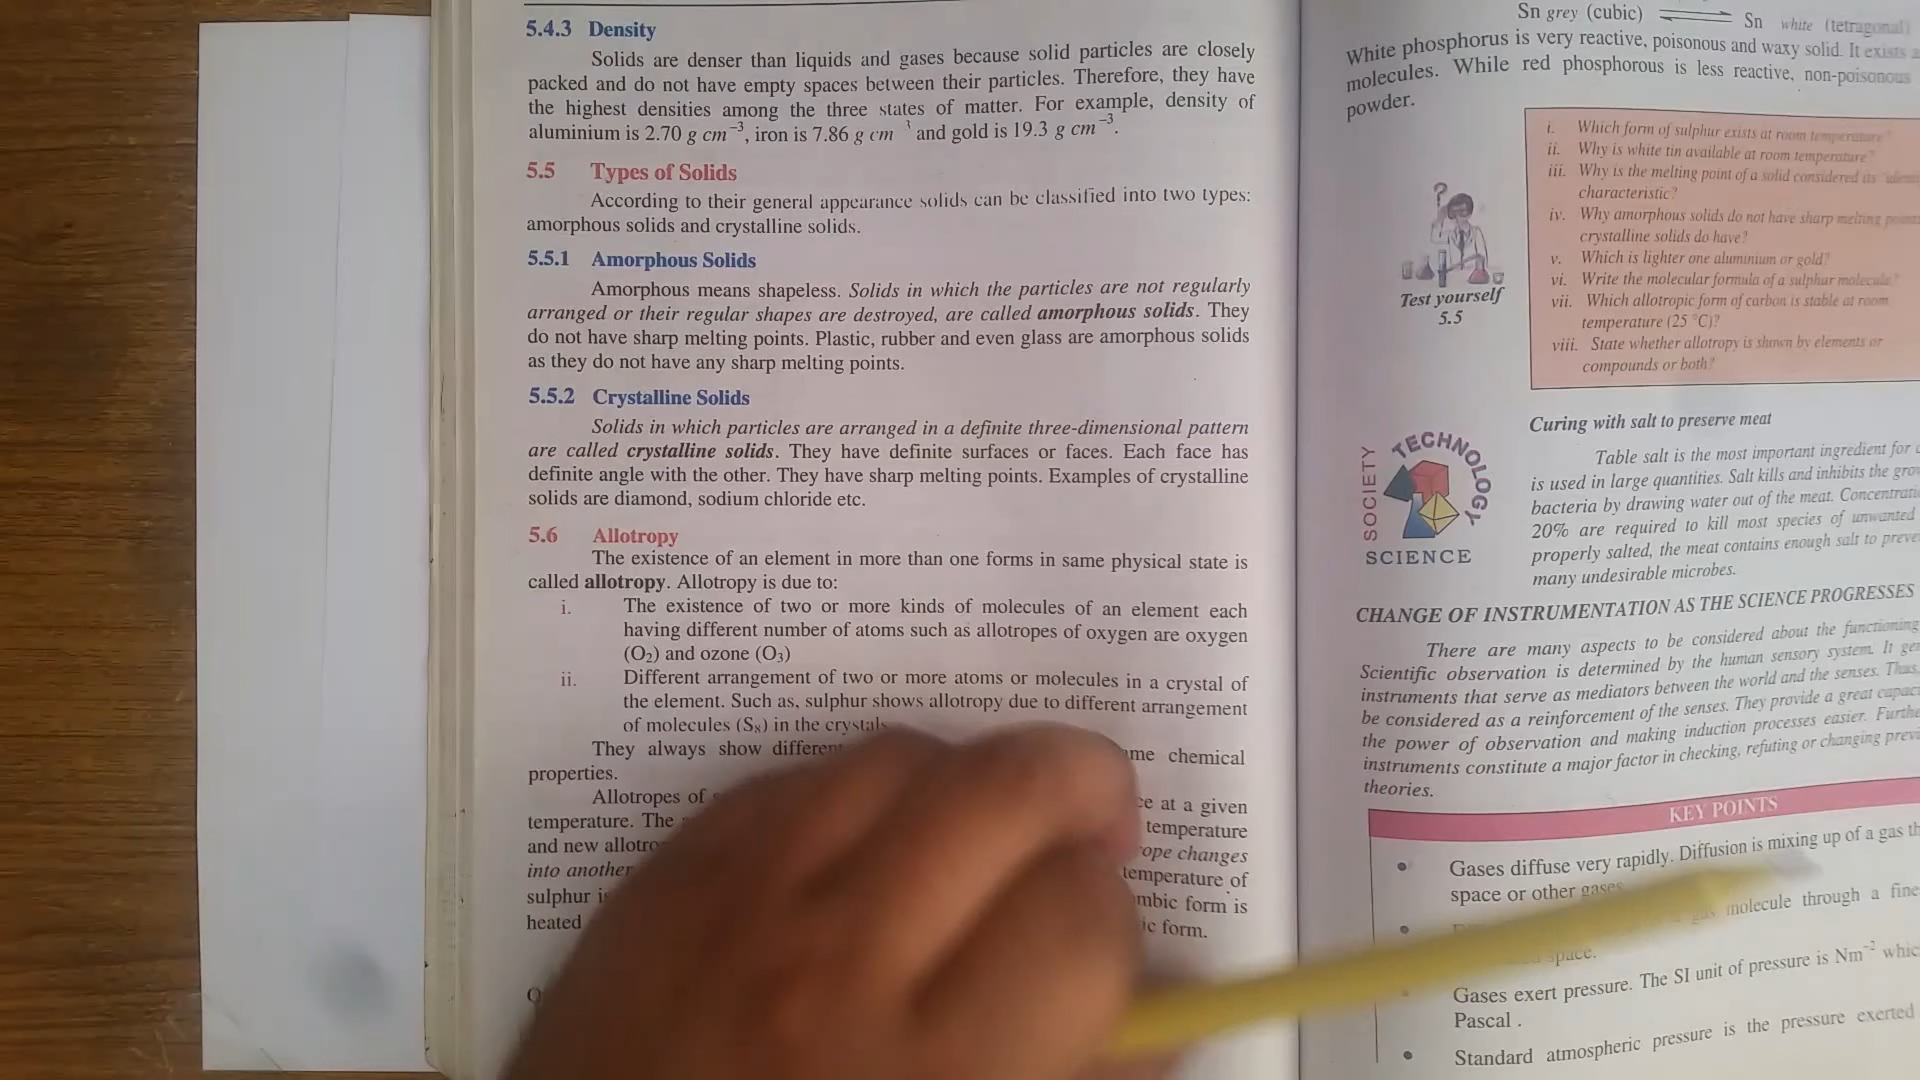 5.4.3 Density
Solids are denser than liquids and gases because solid particles are closely
packed and do not have empty spaces between their particles. Therefore, they have
the highest densities among the three states of matter. For example, density of
aluminium is 2.70 g cm⁻³, iron is 7.86 g cm ³ and gold is 19.3 g cm⁻³.
5.5 Types of Solids
According to their general appearance solids can be classified into two types:
amorphous solids and crystalline solids.
5.5.1 Amorphous Solids
Amorphous means shapeless. Solids in which the particles are not regularly
arranged or their regular shapes are destroyed, are called amorphous solids. They
do not have sharp melting points. Plastic, rubber and even glass are amorphous solids
as they do not have any sharp melting points.
5.5.2 Crystalline Solids
Solids in which particles are arranged in a definite three-dimensional pattern
are called crystalline solids. They have definite surfaces or faces. Each face has
definite angle with the other. They have sharp melting points. Examples of crystalline
solids are diamond, sodium chloride etc.
5.6 Allotropy
The existence of an element in more than one forms in same physical state is
called allotropy. Allotropy is due to:
i. The existence of two or more kinds of molecules of an element each
having different number of atoms such as allotropes of oxygen are oxygen
(O₂) and ozone (O₃)
ii. Different arrangement of two or more atoms or molecules in a crystal of
the element. Such as, sulphur shows allotropy due to different arrangement
of molecules (S₈) in the crystals
They always show different chemical
properties.
Allotropes of at a given
temperature. The temperature
and new changes
into another temperature of
sulphur form is
heated form.
Sn grey (cubic) ⇌ Sn white (tetragonal)
White phosphorus is very reactive, poisonous and waxy solid. It exists
molecules. While red phosphorous is less reactive, non-poisonous
powder.
Test yourself
5.5
i. Which form of sulphur exists at room temperature?
ii. Why is white tin available at room temperature?
iii. Why is the melting point of a solid considered its
characteristic?
iv. Why amorphous solids do not have sharp melting
crystalline solids do have?
v. Which is lighter one aluminium or gold?
vi. Write the molecular formula of a sulphur molecule?
vii. Which allotropic form of carbon is stable at room
temperature (25 °C)?
viii. State whether allotropy is shown by elements or
compounds or both?
SOCIETY
TECHNOLOGY
SCIENCE
Curing with salt to preserve meat
Table salt is the most important ingredient for
is used in large quantities. Salt kills and inhibits the
bacteria by drawing water out of the meat.
20% are required to kill most species of unwanted
properly salted, the meat contains enough salt to
many undesirable microbes.
CHANGE OF INSTRUMENTATION AS THE SCIENCE PROGRESSES
There are many aspects to be considered about the functioning
Scientific observation is determined by the human sensory system. It
instruments that serve as mediators between the world and the senses. Thus,
be considered as a reinforcement of the senses. They provide a great
the power of observation and making induction processes easier.
instruments constitute a major factor in checking, refuting or changing
theories.
KEY POINTS
Gases diffuse very rapidly. Diffusion is mixing up of a gas
space or other gases
molecule through a fine
space.
Gases exert pressure. The SI unit of pressure is Nm⁻²
Pascal .
Standard atmospheric pressure is the pressure exerted